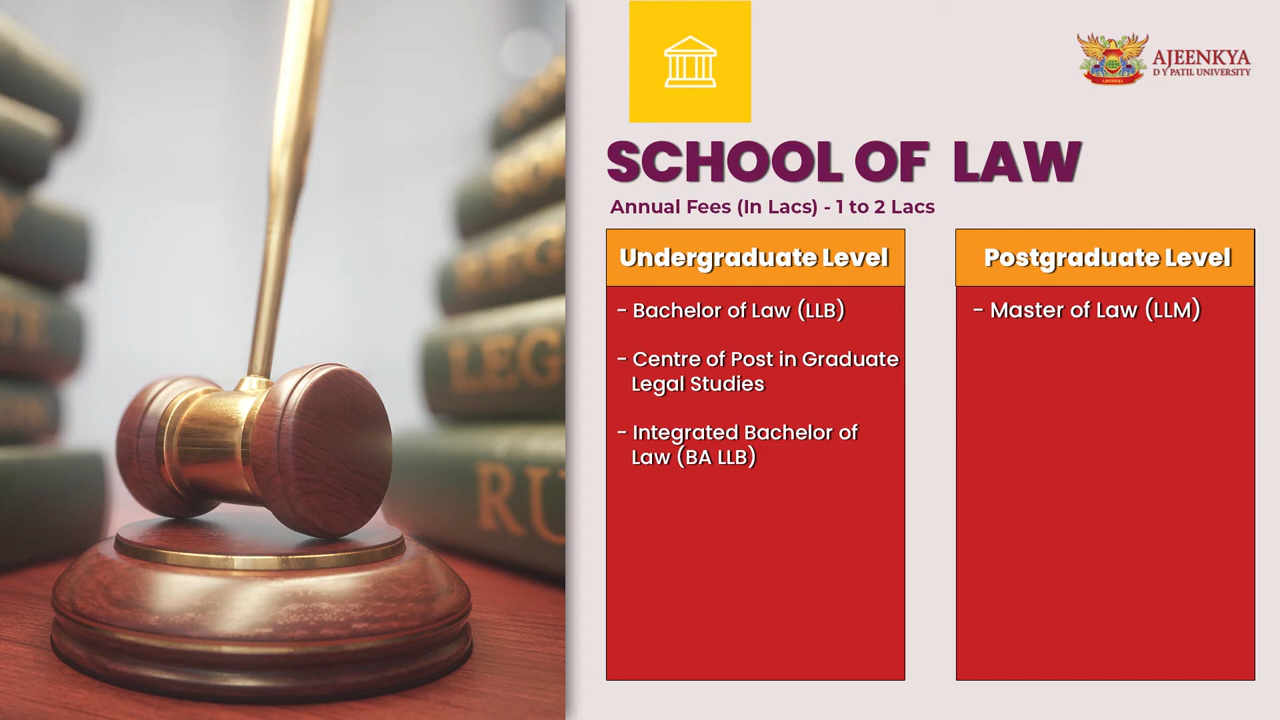 AJEENKYA
D Y PATIL UNIVERSITY
SCHOOL OF LAW
Annual Fees (In Lacs) - 1 to 2 Lacs
Undergraduate Level
- Bachelor of Law (LLB)
- Centre of Post in Graduate
Legal Studies
- Integrated Bachelor of
Law (BA LLB)
Postgraduate Level
- Master of Law (LLM)